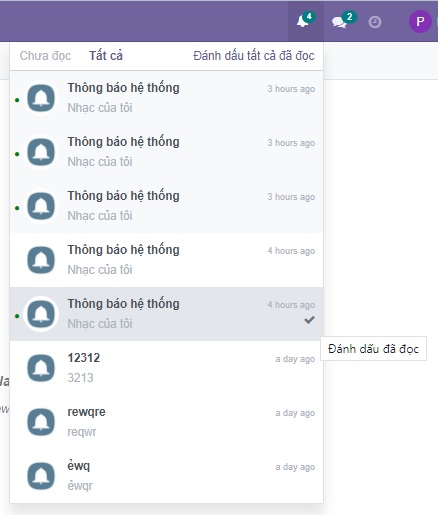 4
2
P
Chưa đọc Tất cả Đánh dấu tất cả đã đọc
Thông báo hệ thống 3 hours ago
Nhạc của tôi
Thông báo hệ thống 3 hours ago
Nhạc của tôi
Thông báo hệ thống 3 hours ago
Nhạc của tôi
Thông báo hệ thống 4 hours ago
Nhạc của tôi
Thông báo hệ thống 4 hours ago
Nhạc của tôi
Đánh dấu đã đọc
12312 a day ago
3213
rewqre a day ago
reqwr
ẻwq a day ago
ẻwqr